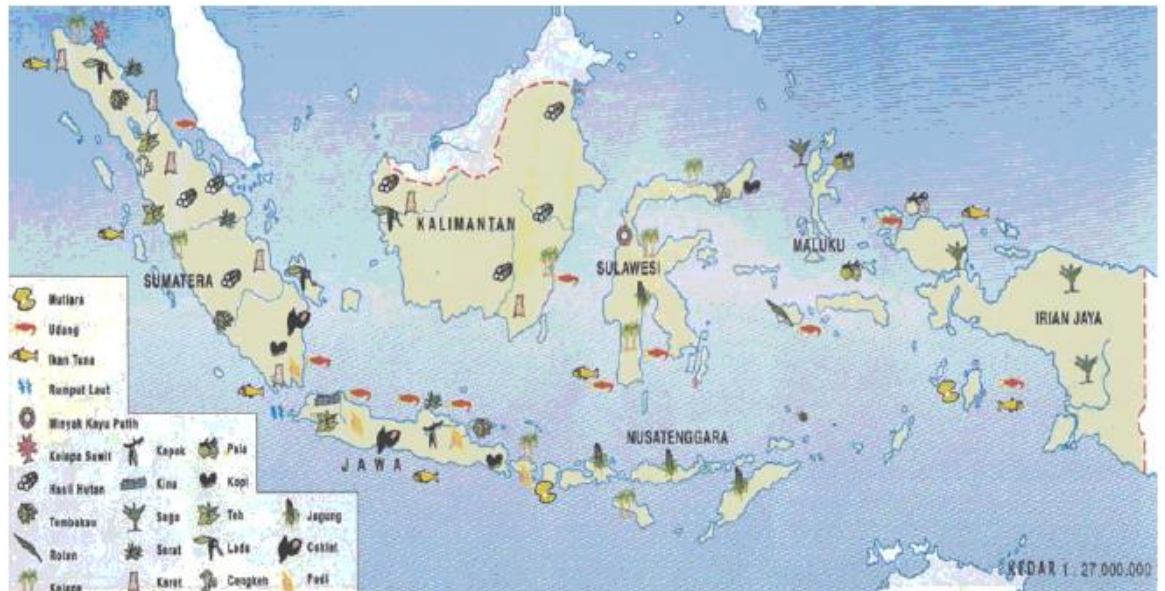 KALIMANTAN
SUMATERA
SULAWESI
MALUKU
IRIAN JAYA
JAWA
NUSATENGGARA
Mutiara
Udang
Ikan Tuna
Rumput Laut
Minyak Kayu Putih
Kelapa Sawit
Hasil Hutan
Tembakau
Rotan
Kelapa
Kapok
Kina
Sagu
Serat
Karet
Pala
Kopi
Teh
Lada
Cengkeh
Jagung
Coklat
Padi
KEDAR 1 : 27.000.000